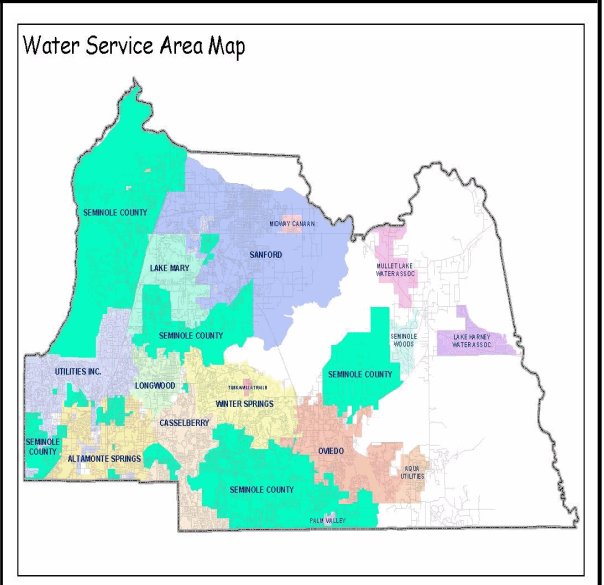 Water Service Area Map
SEMINOLE COUNTY
MIDWAY CANAAN
SANFORD
LAKE MARY
MULLET LAKE
WATER ASSOC
SEMINOLE COUNTY
SEMINOLE
WOODS
LAKE HARNEY
WATER ASSOC.
UTILITIES INC.
SEMINOLE COUNTY
LONGWOOD
WINTER SPRINGS
CASSELBERRY
SEMINOLE
COUNTY
ALTAMONTE SPRINGS
OVIEDO
AQUA
UTILITIES
SEMINOLE COUNTY
PALM VALLEY